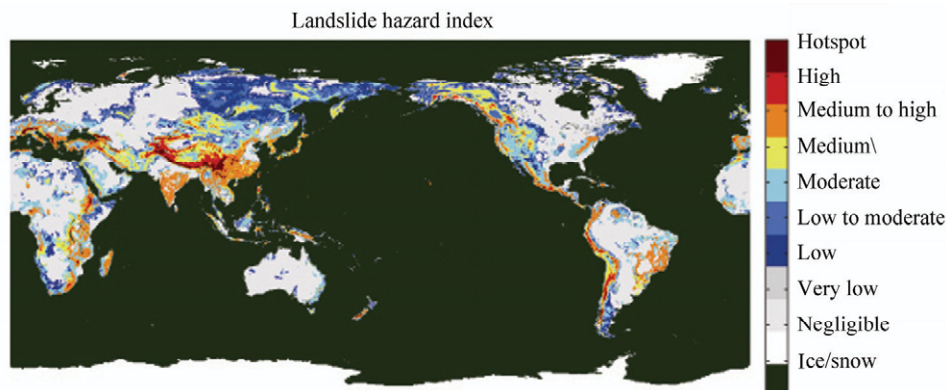 Landslide hazard index
Hotspot
High
Medium to high
Medium\
Moderate
Low to moderate
Low
Very low
Negligible
Ice/snow